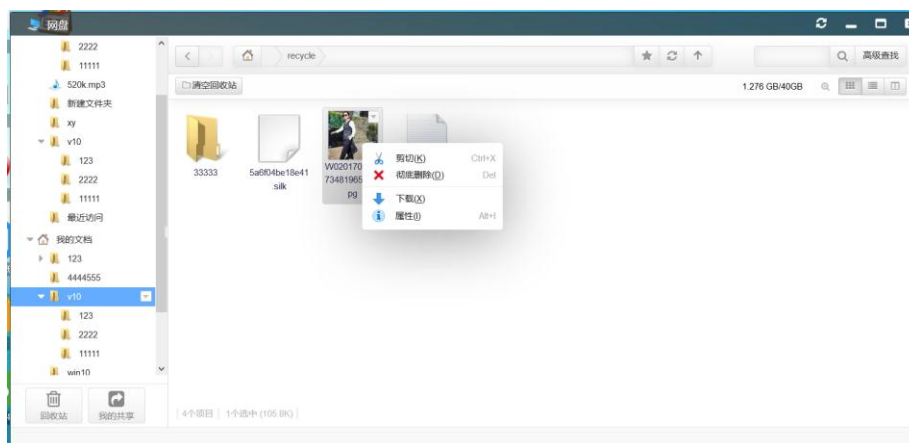 网盘
2222
11111
520k.mp3
新建文件夹
xy
v10
123
2222
11111
最近访问
我的文档
123
4444555
v10
123
2222
11111
win10
回收站
我的共享
recycle
高级查找
清空回收站
1.276 GB/40GB
33333
5a6f04be18e41
.silk
W020170
73481965
pg
剪切(K) Ctrl+X
彻底删除(D) Del
下载(X)
属性(I) Alt+I
4个项目 1个选中 (105.8K)